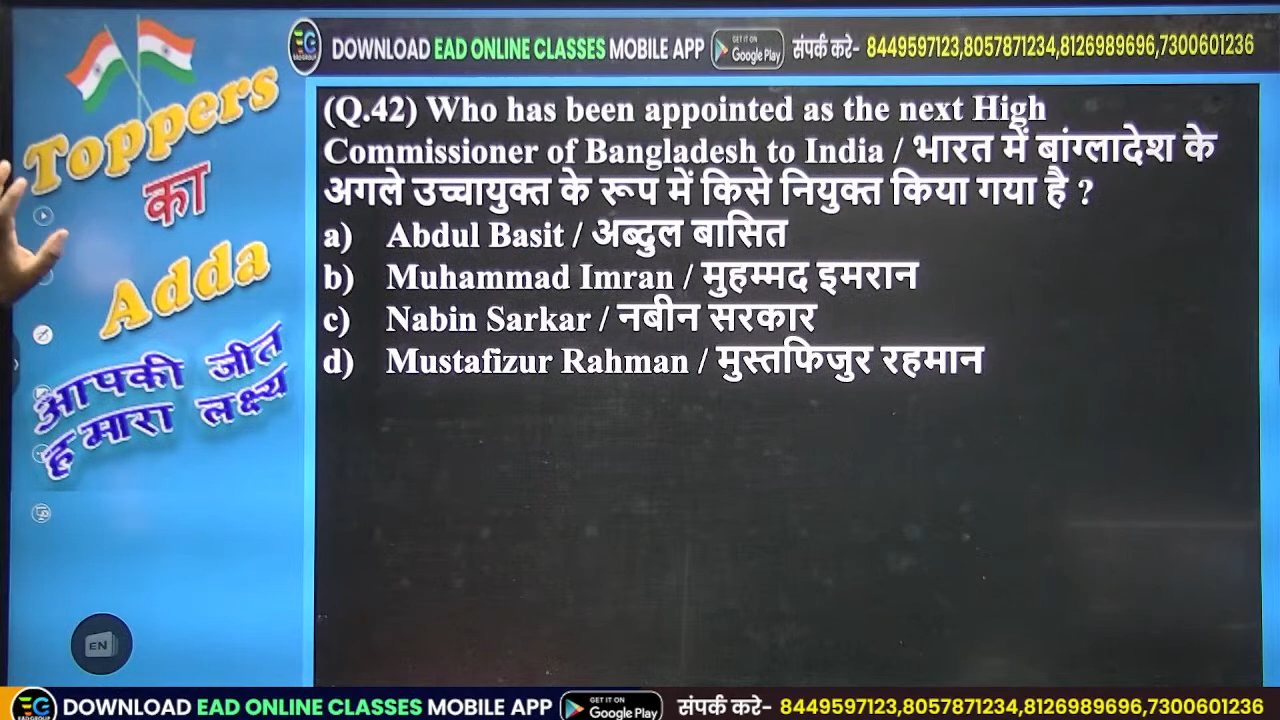 DOWNLOAD EAD ONLINE CLASSES MOBILE APP GET IT ON Google Play संपर्क करे- 8449597123,8057871234,8126989696,7300601236
Toppers
का
Adda
आपकी जीत
हमारा लक्ष्य
EN
(Q.42) Who has been appointed as the next High
Commissioner of Bangladesh to India / भारत में बांग्लादेश के
अगले उच्चायुक्त के रूप में किसे नियुक्त किया गया है ?
a) Abdul Basit / अब्दुल बासित
b) Muhammad Imran / मुहम्मद इमरान
c) Nabin Sarkar / नबीन सरकार
d) Mustafizur Rahman / मुस्तफिजुर रहमान
EG EAD GROUP DOWNLOAD EAD ONLINE CLASSES MOBILE APP GET IT ON Google Play संपर्क करे- 8449597123,8057871234,8126989696,7300601236